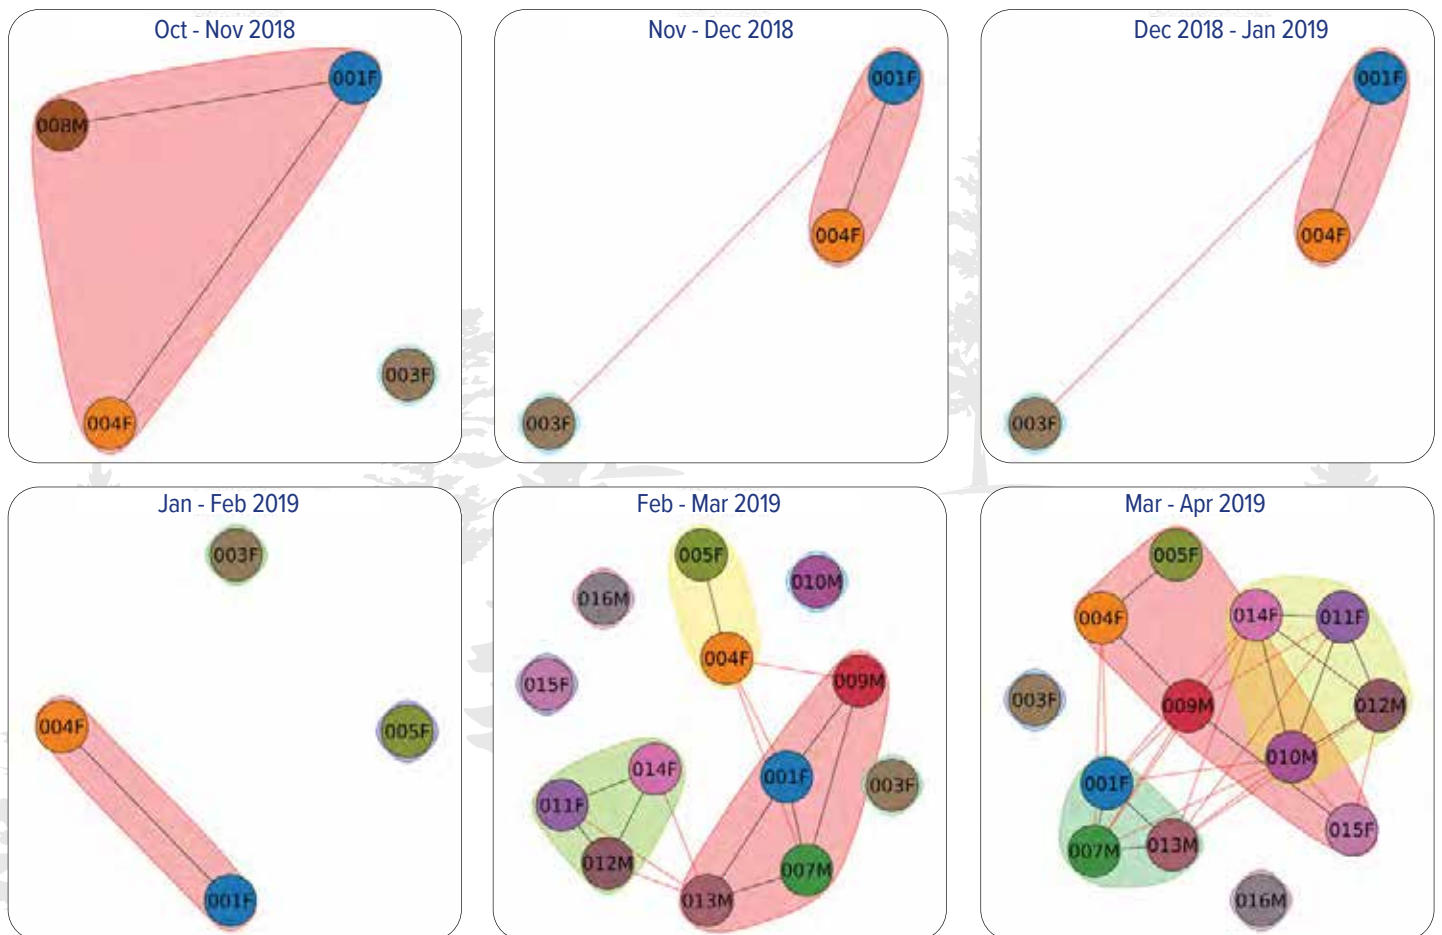 Oct - Nov 2018
001F
008M
003F
004F
Nov - Dec 2018
001F
004F
003F
Dec 2018 - Jan 2019
001F
004F
003F
Jan - Feb 2019
003F
004F
005F
001F
Feb - Mar 2019
005F
010M
016M
004F
015F
009M
014F
001F
003F
011F
012M
007M
013M
Mar - Apr 2019
005F
014F
011F
004F
003F
009M
012M
010M
001F
015F
013M
007M
016M